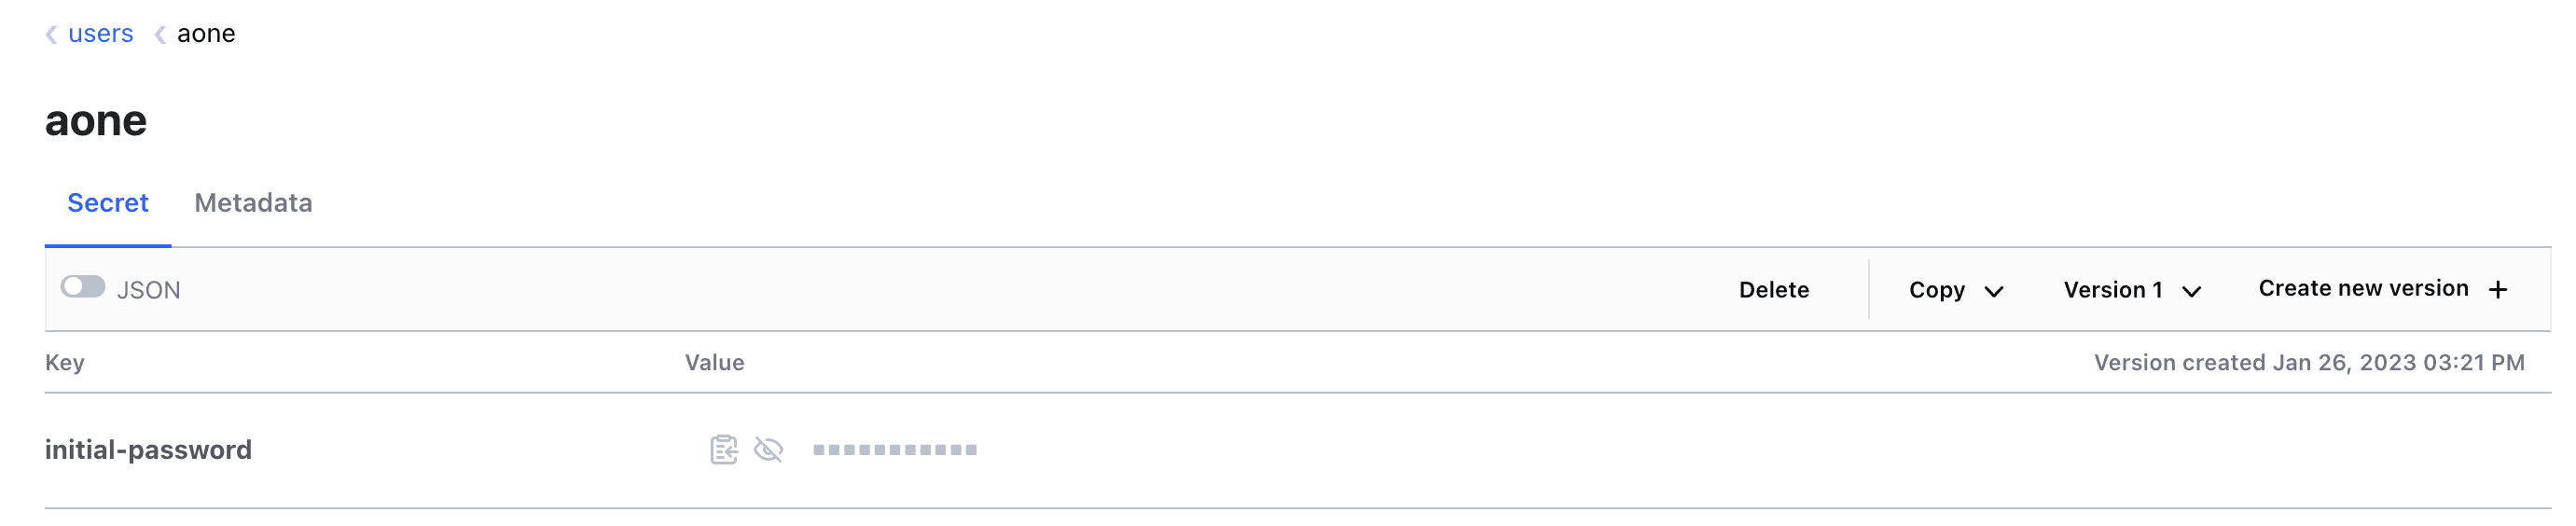 users aone
aone
Secret Metadata
JSON Delete Copy Version 1 Create new version +
Key Value Version created Jan 26, 2023 03:21 PM
initial-password